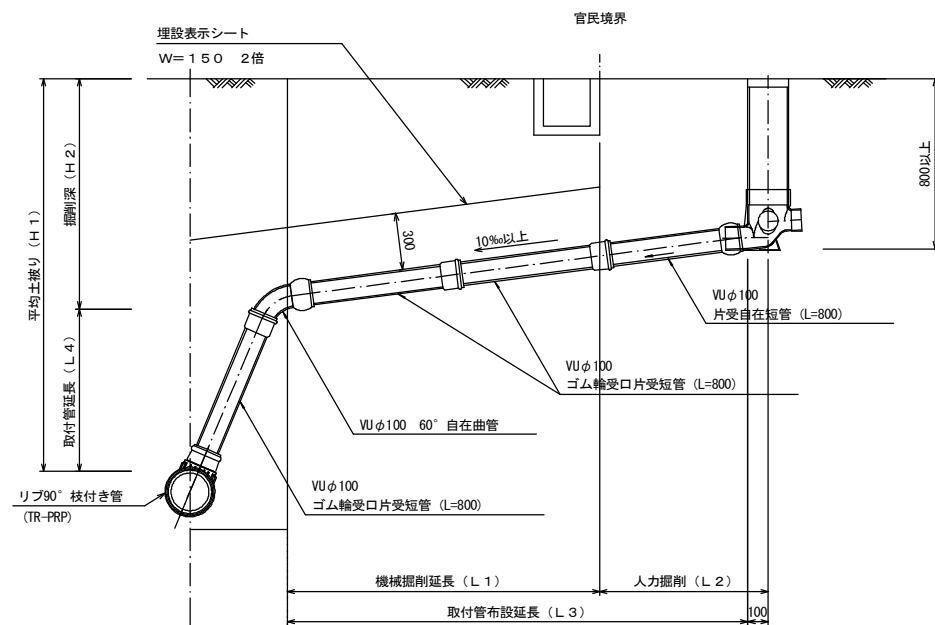 官民境界
埋設表示シート
W=150 2倍
平均土被り(H1)
掘削深(H2)
取付管延長(L4)
800以上
300
10‰以上
VUφ100
片受自在短管 (L=800)
VUφ100
ゴム輪受口片受短管 (L=800)
VUφ100 60°自在曲管
VUφ100
ゴム輪受口片受短管 (L=800)
リブ90°枝付き管
(TR-PRP)
機械掘削延長(L1)
人力掘削(L2)
取付管布設延長(L3)
100